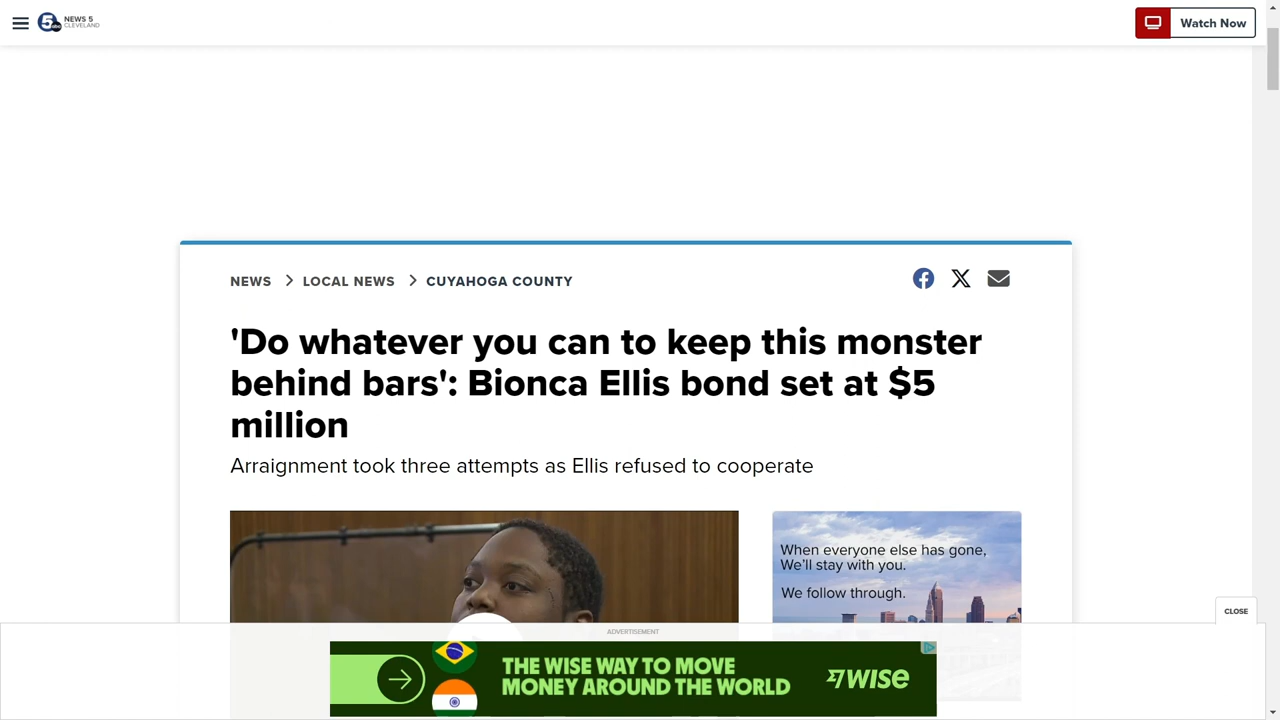 NEWS 5
CLEVELAND
Watch Now
NEWS
LOCAL NEWS
CUYAHOGA COUNTY
'Do whatever you can to keep this monster
behind bars': Bionca Ellis bond set at $5
million
Arraignment took three attempts as Ellis refused to cooperate
When everyone else has gone,
We'll stay with you.
We follow through.
CLOSE
ADVERTISEMENT
THE WISE WAY TO MOVE
MONEY AROUND THE WORLD
WISE